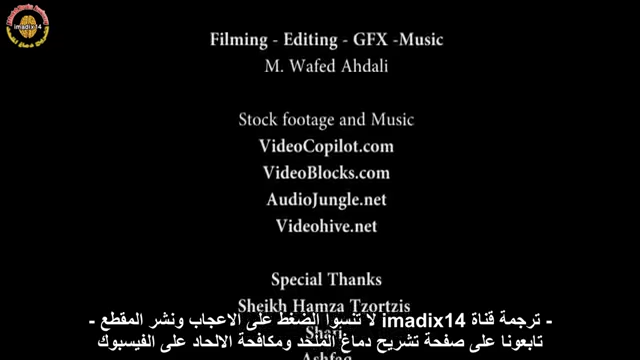 imadix 14
Filming - Editing - GFX -Music
M. Wafed Ahdali
Stock footage and Music
VideoCopilot.com
VideoBlocks.com
AudioJungle.net
Videohive.net
Special Thanks
Sheikh Hamza Tzortzis
- ترجمة قناة imadix14 لا تنسوا الضغط على الاعجاب ونشر المقطع -
تابعونا على صفحة تشريح دماغ الملحد ومكافحة الالحاد على الفيسبوك